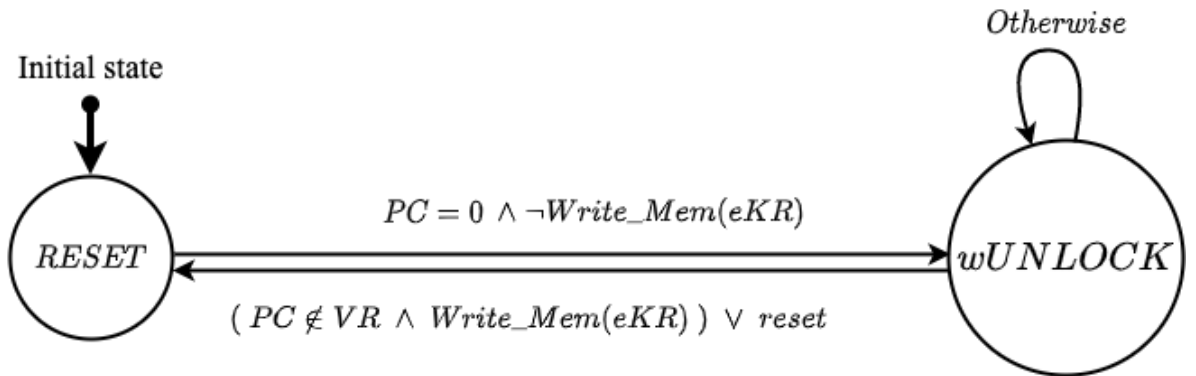 Otherwise
Initial state
PC = 0 ∧ ¬Write_Mem(eKR)
RESET
wUNLOCK
( PC ∉ VR ∧ Write_Mem(eKR) ) ∨ reset